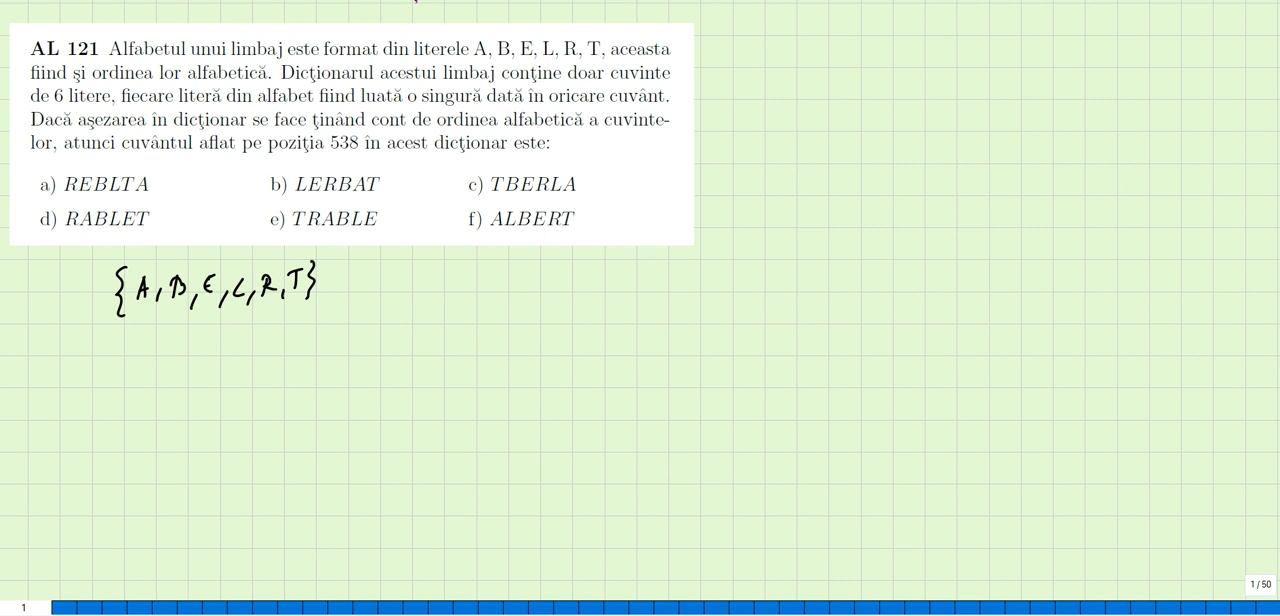 AL 121 Alfabetul unui limbaj este format din literele A, B, E, L, R, T, aceasta
fiind şi ordinea lor alfabetică. Dicţionarul acestui limbaj conţine doar cuvinte
de 6 litere, fiecare literă din alfabet fiind luată o singură dată în oricare cuvânt.
Dacă aşezarea în dicţionar se face ţinând cont de ordinea alfabetică a cuvinte-
lor, atunci cuvântul aflat pe poziţia 538 în acest dicţionar este:
a) REBLTA b) LERBAT c) TBERLA
d) RABLET e) TRABLE f) ALBERT
{A, B, E, L, R, T}
1 / 50
1